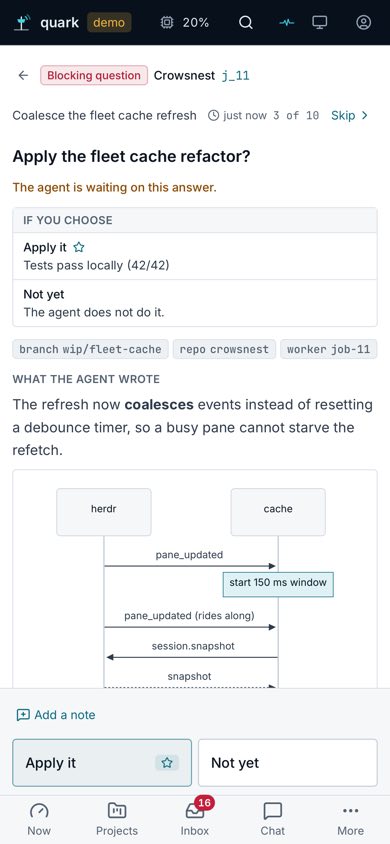 quark demo 20%
Blocking question Crowsnest j_11
Coalesce the fleet cache refresh just now 3 of 10 Skip
Apply the fleet cache refactor?
The agent is waiting on this answer.
IF YOU CHOOSE
Apply it
Tests pass locally (42/42)
Not yet
The agent does not do it.
branch wip/fleet-cache repo crowsnest worker job-11
WHAT THE AGENT WROTE
The refresh now coalesces events instead of resetting
a debounce timer, so a busy pane cannot starve the
refetch.
herdr cache
pane_updated
start 150 ms window
pane_updated (rides along)
session.snapshot
snapshot
Add a note
Apply it Not yet
16
Now Projects Inbox Chat More